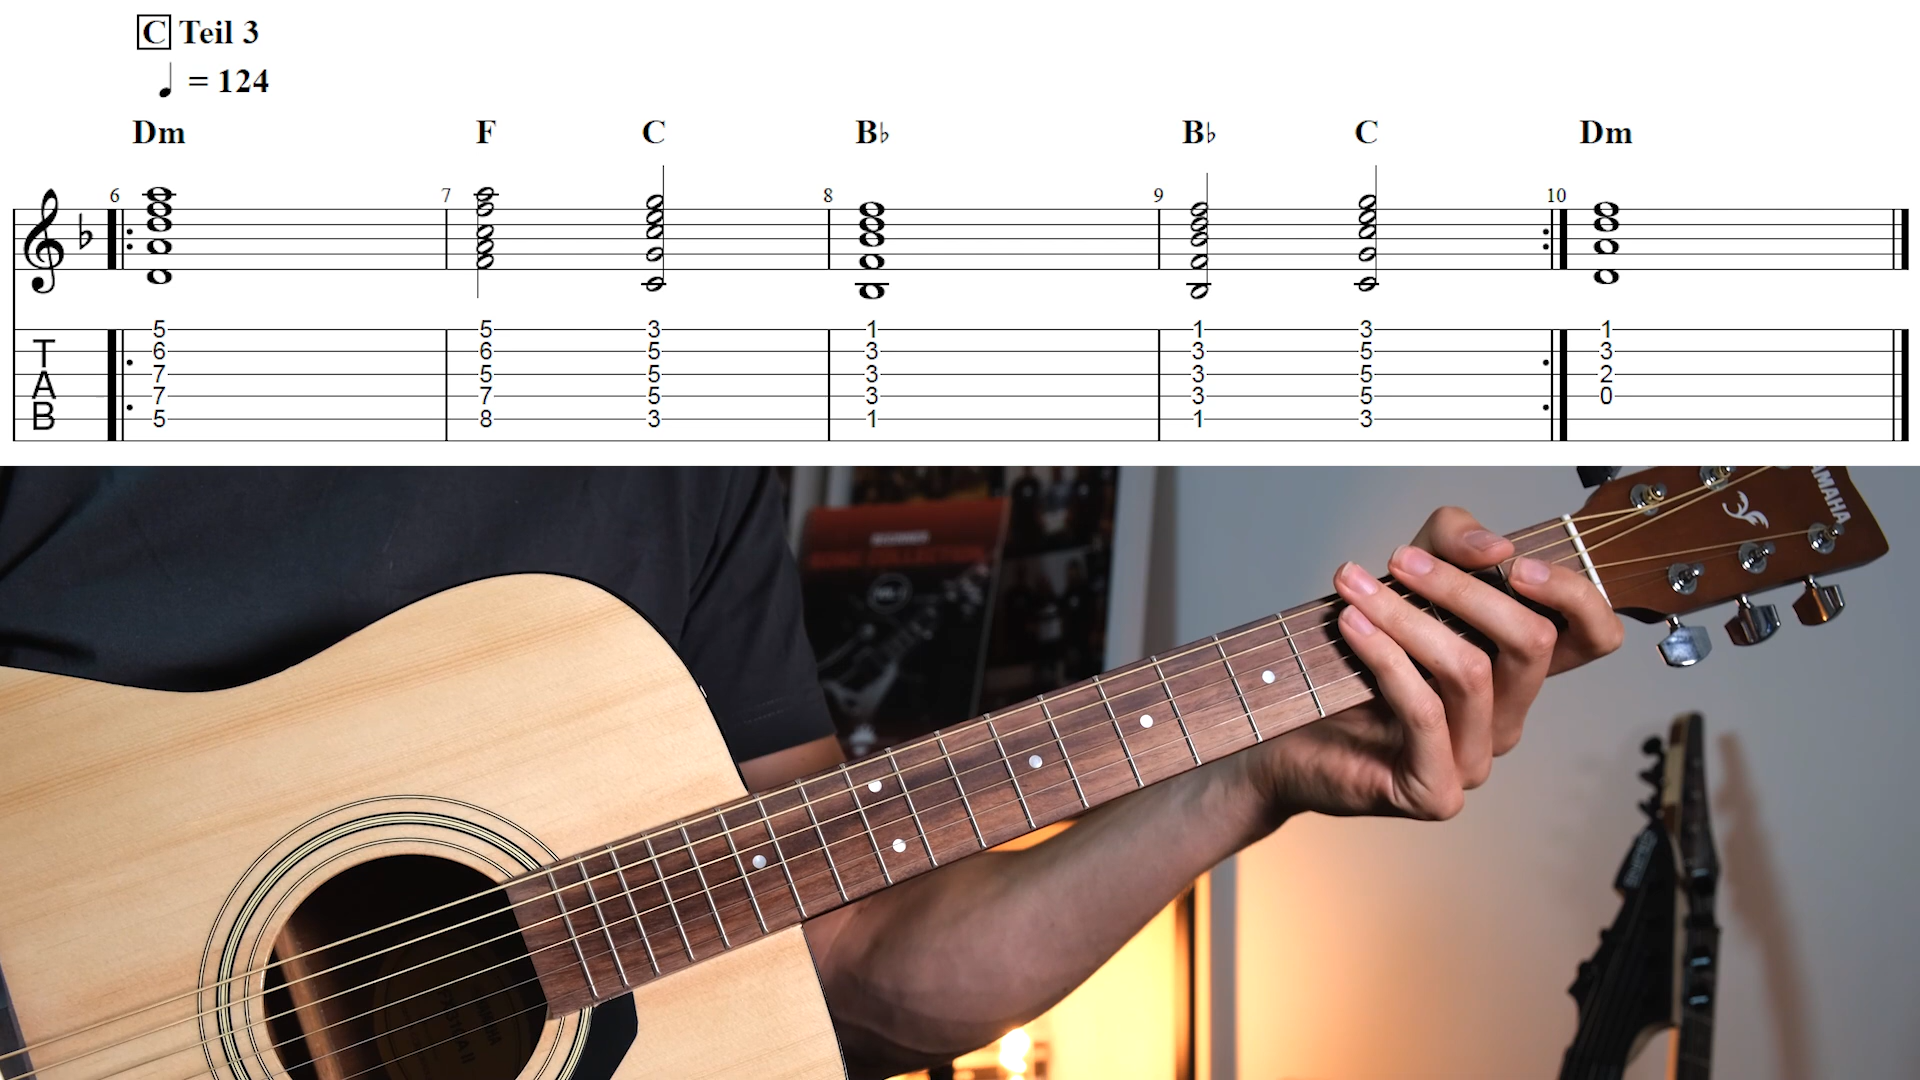 C Teil 3
♩ = 124
Dm F C B♭ B♭ C Dm
6 7 8 9 10
5 5 3 1 1 3 1
T 6 6 5 3 3 5 3
7 5 5 3 3 5 2
A 7 7 5 3 3 5 0
B 5 8 3 1 1 3
YAMAHA
SONG COLLECTION